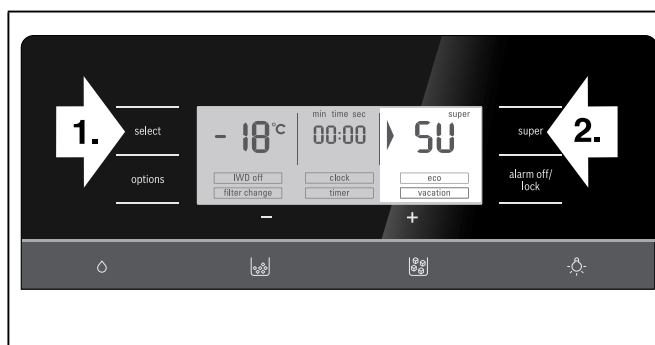 1.
select
options
- 18°C
min time sec
00:00
super
SU
IWD off
clock
eco
filter change
timer
vacation
super
2.
alarm off/
lock
−
+